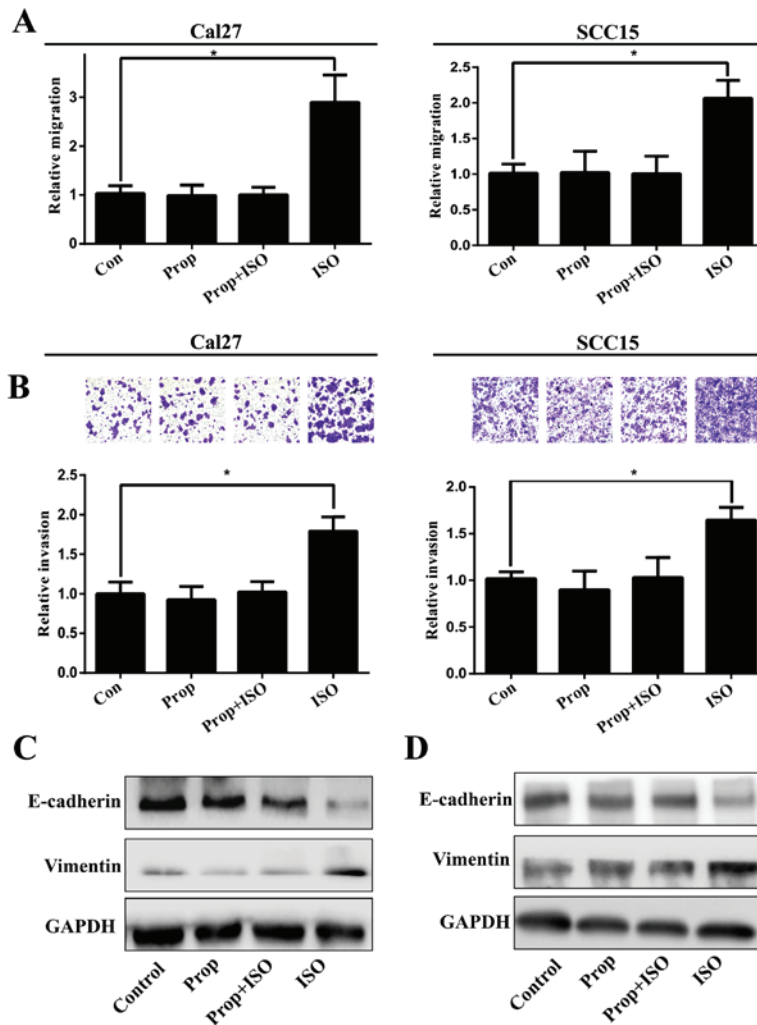 A
Cal27
SCC15
*
*
Relative migration
3
2
1
0
Con
Prop
Prop+ISO
ISO
Relative migration
2.5
2.0
1.5
1.0
0.5
0.0
Con
Prop
Prop+ISO
ISO
Cal27
SCC15
B
*
*
Relative invasion
2.5
2.0
1.5
1.0
0.5
0.0
Con
Prop
Prop+ISO
ISO
Relative invasion
2.0
1.5
1.0
0.5
0.0
Con
Prop
Prop+ISO
ISO
C
E-cadherin
Vimentin
GAPDH
Control
Prop
Prop+ISO
ISO
D
E-cadherin
Vimentin
GAPDH
Control
Prop
Prop+ISO
ISO